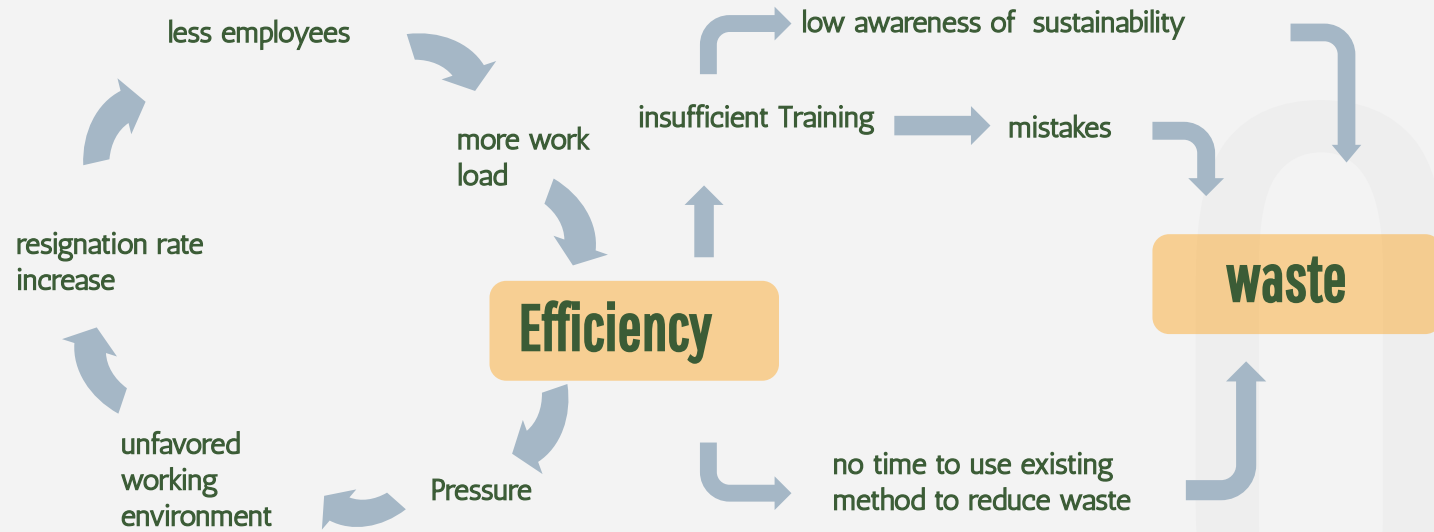 less employees
low awareness of sustainability
more work
load
insufficient Training
mistakes
resignation rate
increase
Efficiency
waste
unfavored
working
environment
Pressure
no time to use existing
method to reduce waste